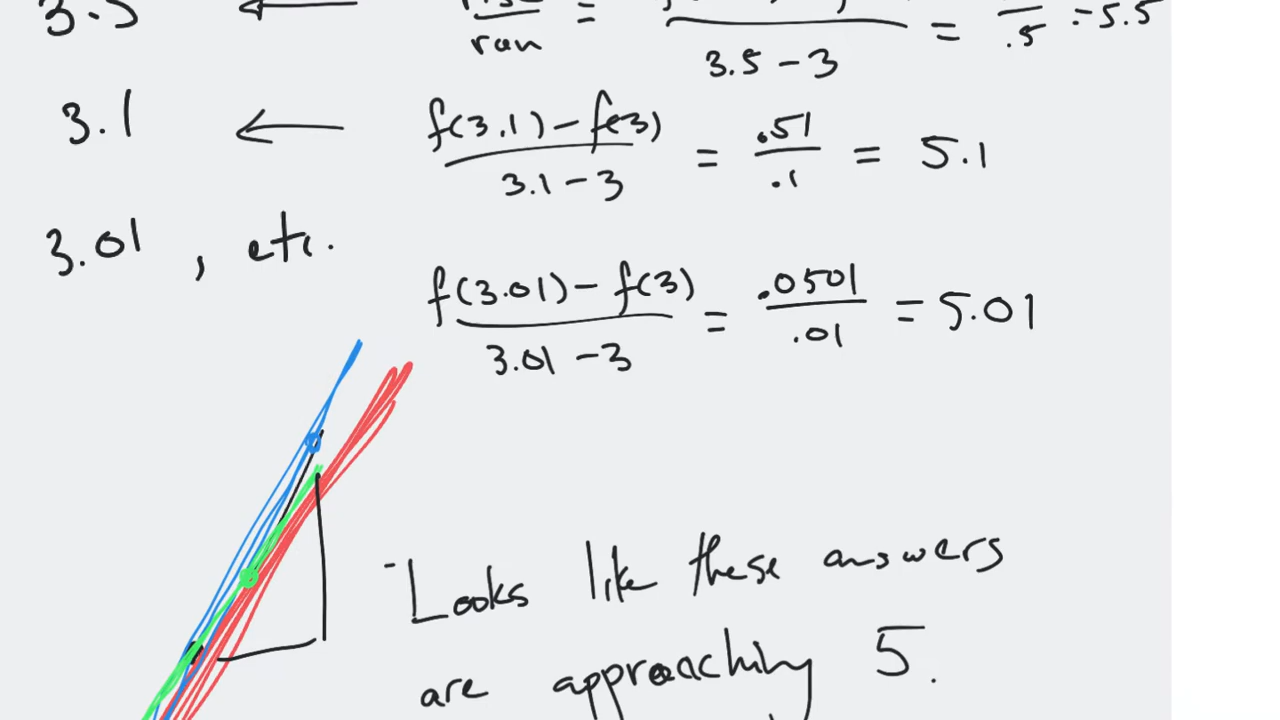 3.5 ← / ran = / 3.5 - 3 = / .5 = 5.5
3.1 ← f(3.1) - f(3) / 3.1 - 3 = .51 / .1 = 5.1
3.01 , etc.
f(3.01) - f(3) / 3.01 - 3 = .0501 / .01 = 5.01
- Looks like these answers
are approaching 5.